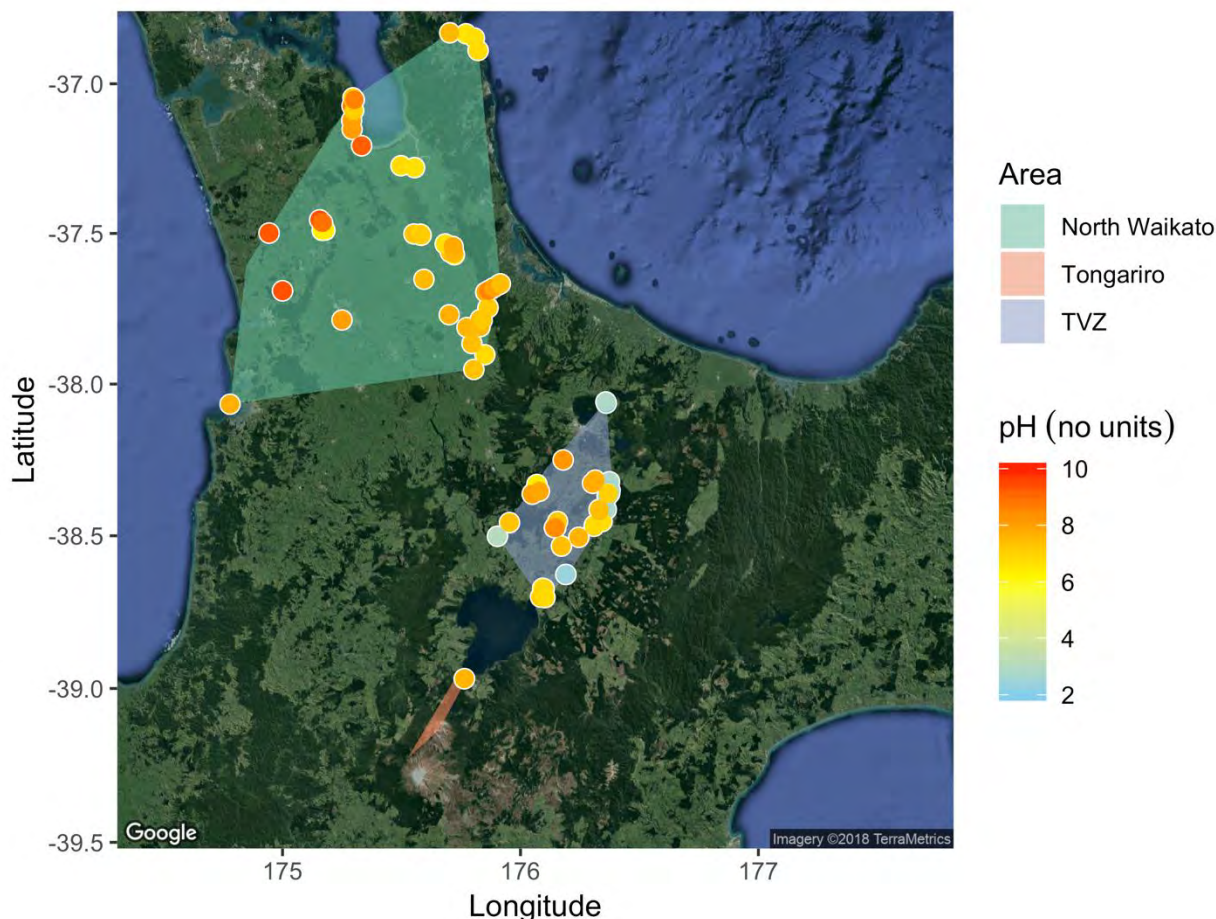 -37.0
-37.5
-38.0
-38.5
-39.0
-39.5
Latitude
175
176
177
Longitude
Google
Imagery ©2018 TerraMetrics
Area
North Waikato
Tongariro
TVZ
pH (no units)
10
8
6
4
2